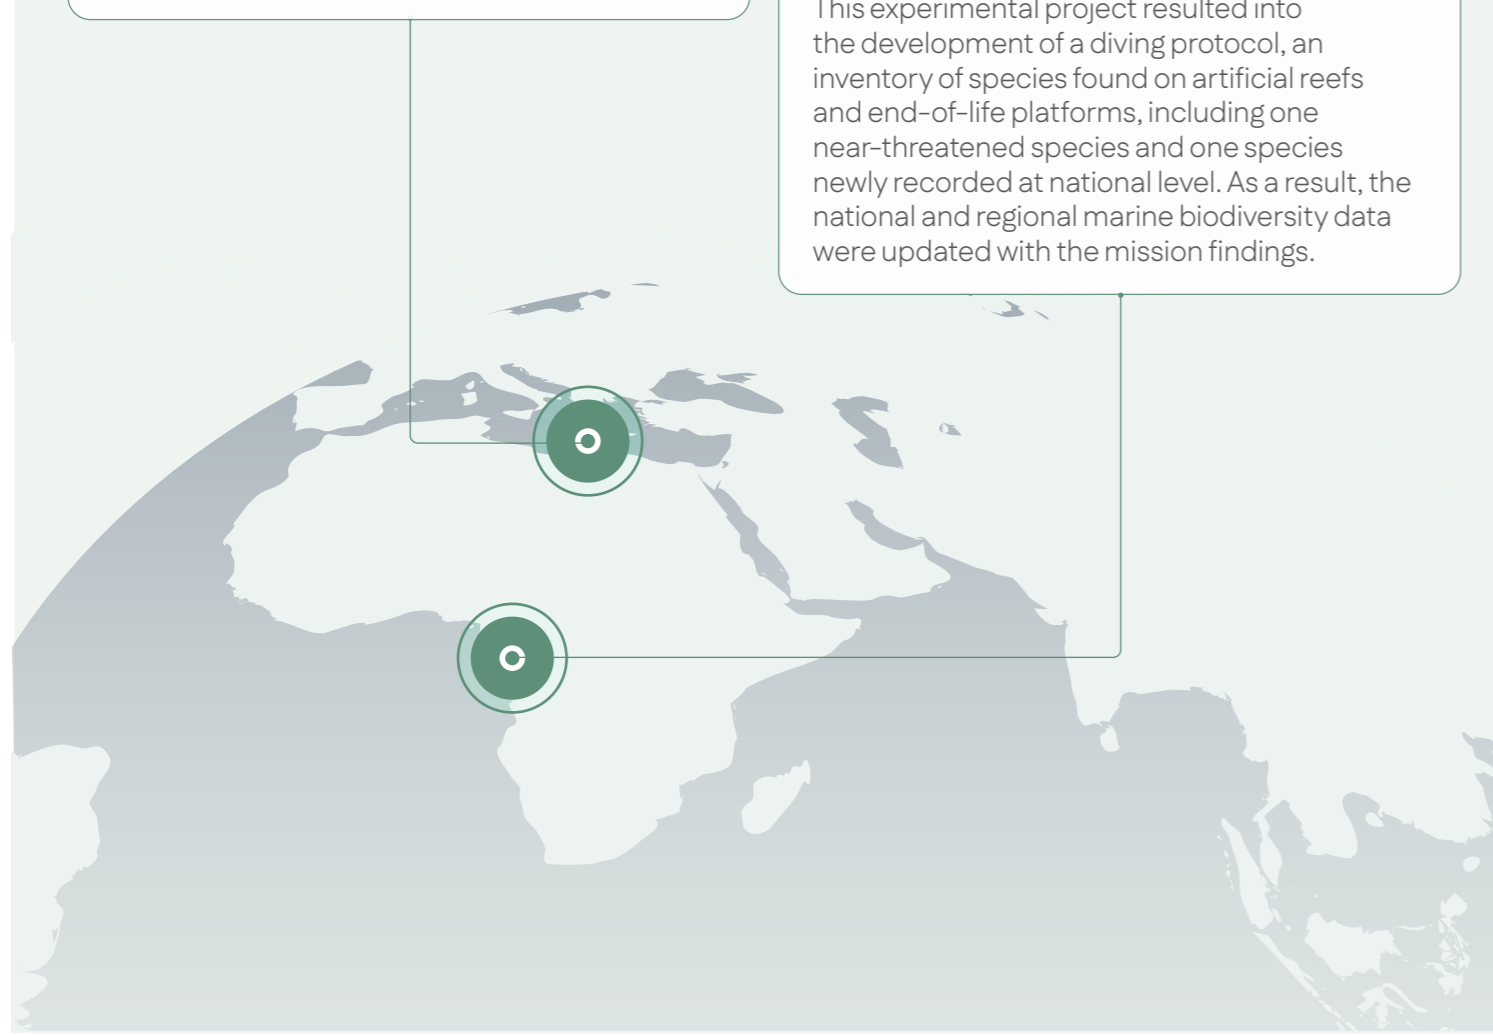 This experimental project resulted into
the development of a diving protocol, an
inventory of species found on artificial reefs
and end-of-life platforms, including one
near-threatened species and one species
newly recorded at national level. As a result, the
national and regional marine biodiversity data
were updated with the mission findings.